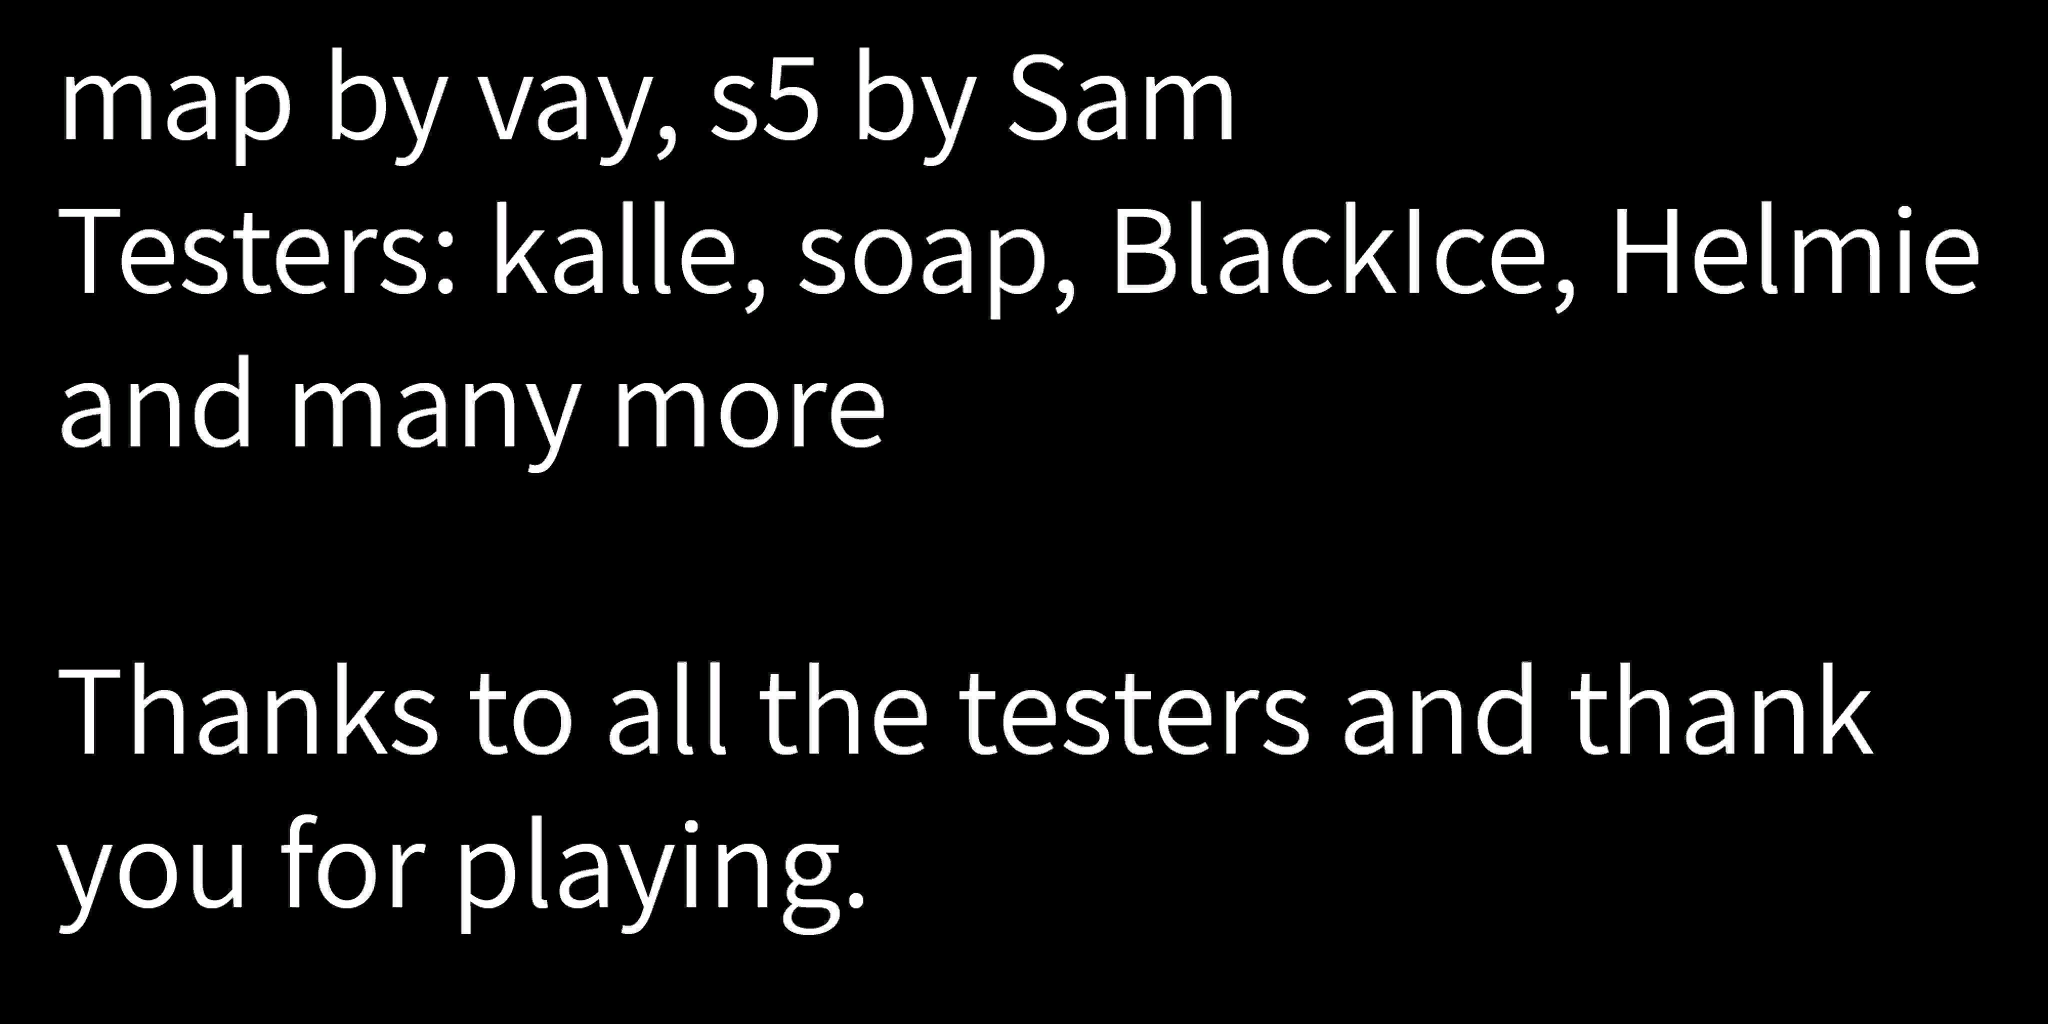 map by vay, s5 by Sam
Testers: kalle, soap, BlackIce, Helmie
and many more
Thanks to all the testers and thank
you for playing.